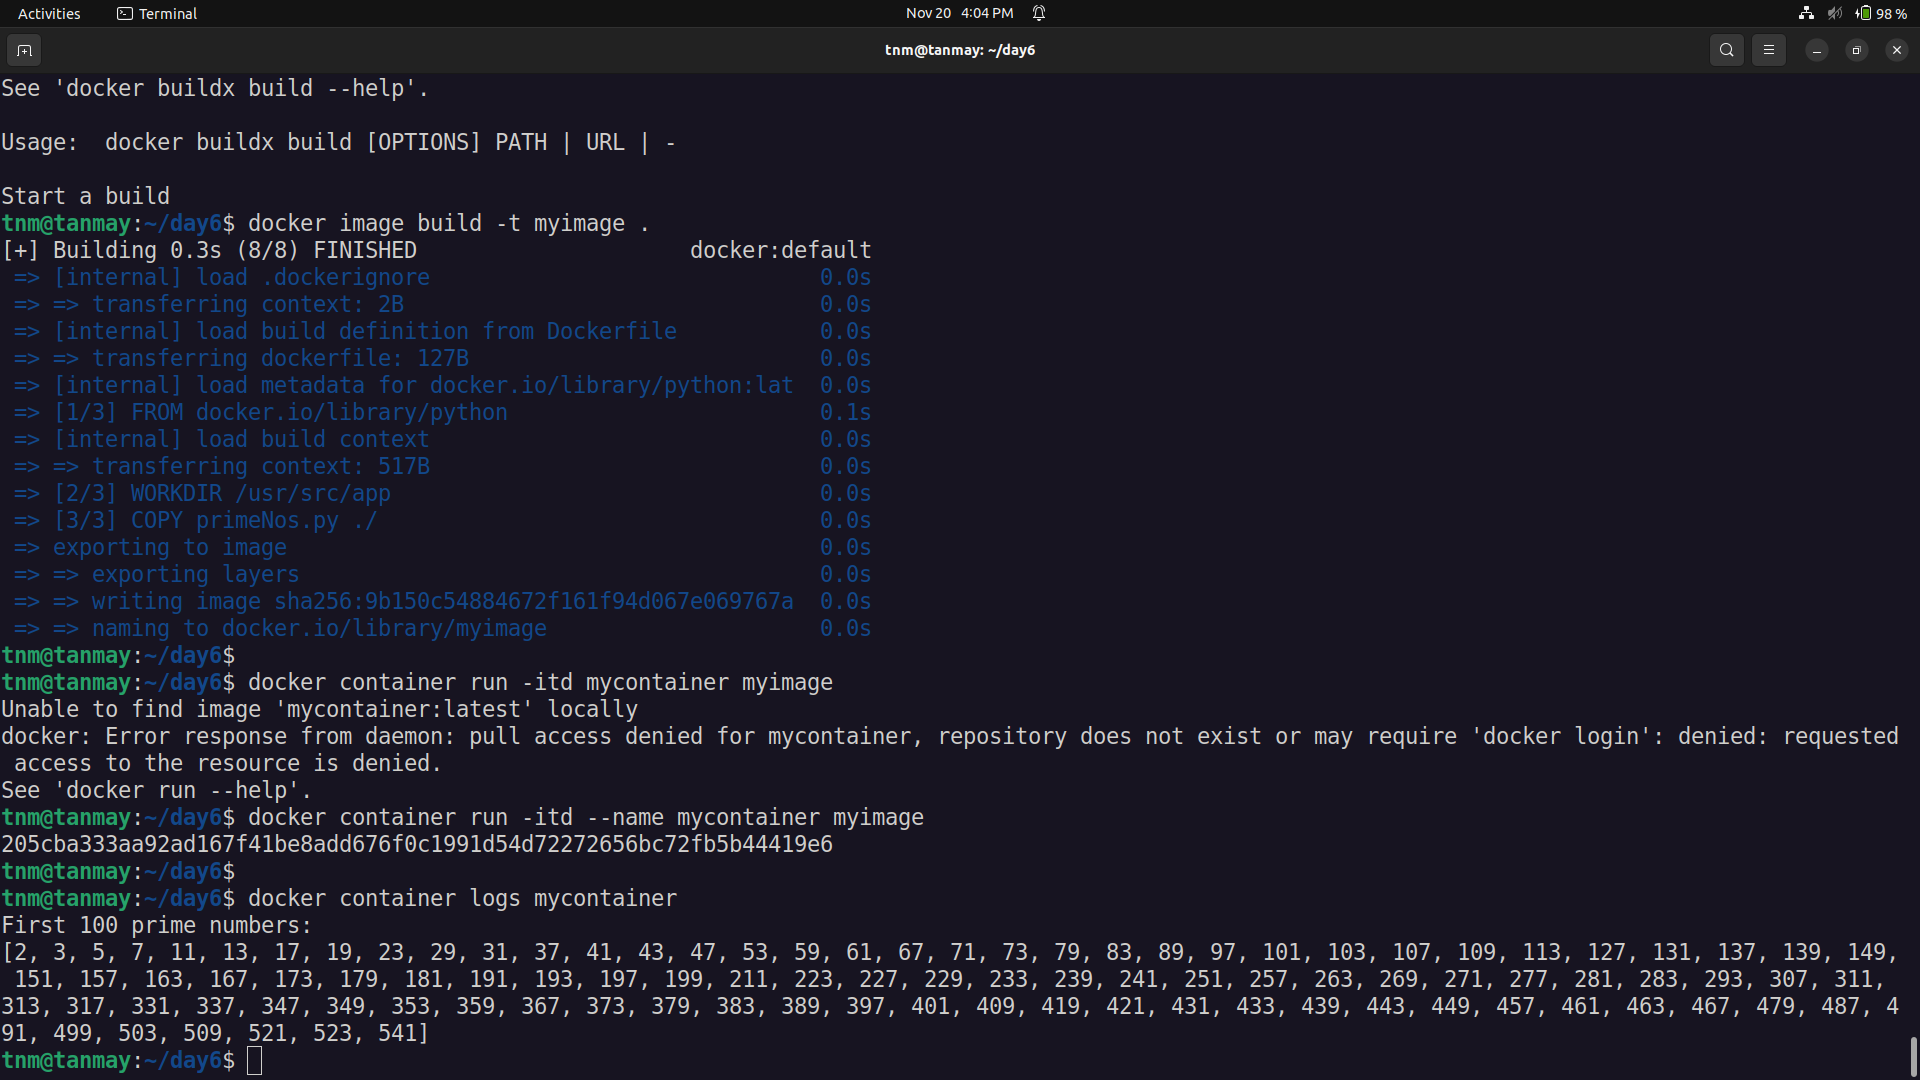 Activities Terminal Nov 20 4:04 PM 98 %
tnm@tanmay: ~/day6
See 'docker buildx build --help'.
Usage:  docker buildx build [OPTIONS] PATH | URL | -
Start a build
tnm@tanmay:~/day6$ docker image build -t myimage .
[+] Building 0.3s (8/8) FINISHED                     docker:default
 => [internal] load .dockerignore                              0.0s
 => => transferring context: 2B                                0.0s
 => [internal] load build definition from Dockerfile           0.0s
 => => transferring dockerfile: 127B                           0.0s
 => [internal] load metadata for docker.io/library/python:lat  0.0s
 => [1/3] FROM docker.io/library/python                        0.1s
 => [internal] load build context                              0.0s
 => => transferring context: 517B                              0.0s
 => [2/3] WORKDIR /usr/src/app                                 0.0s
 => [3/3] COPY primeNos.py ./                                  0.0s
 => exporting to image                                         0.0s
 => => exporting layers                                        0.0s
 => => writing image sha256:9b150c54884672f161f94d067e069767a  0.0s
 => => naming to docker.io/library/myimage                     0.0s
tnm@tanmay:~/day6$
tnm@tanmay:~/day6$ docker container run -itd mycontainer myimage
Unable to find image 'mycontainer:latest' locally
docker: Error response from daemon: pull access denied for mycontainer, repository does not exist or may require 'docker login': denied: requested
 access to the resource is denied.
See 'docker run --help'.
tnm@tanmay:~/day6$ docker container run -itd --name mycontainer myimage
205cba333aa92ad167f41be8add676f0c1991d54d72272656bc72fb5b44419e6
tnm@tanmay:~/day6$
tnm@tanmay:~/day6$ docker container logs mycontainer
First 100 prime numbers:
[2, 3, 5, 7, 11, 13, 17, 19, 23, 29, 31, 37, 41, 43, 47, 53, 59, 61, 67, 71, 73, 79, 83, 89, 97, 101, 103, 107, 109, 113, 127, 131, 137, 139, 149,
 151, 157, 163, 167, 173, 179, 181, 191, 193, 197, 199, 211, 223, 227, 229, 233, 239, 241, 251, 257, 263, 269, 271, 277, 281, 283, 293, 307, 311,
313, 317, 331, 337, 347, 349, 353, 359, 367, 373, 379, 383, 389, 397, 401, 409, 419, 421, 431, 433, 439, 443, 449, 457, 461, 463, 467, 479, 487, 4
91, 499, 503, 509, 521, 523, 541]
tnm@tanmay:~/day6$